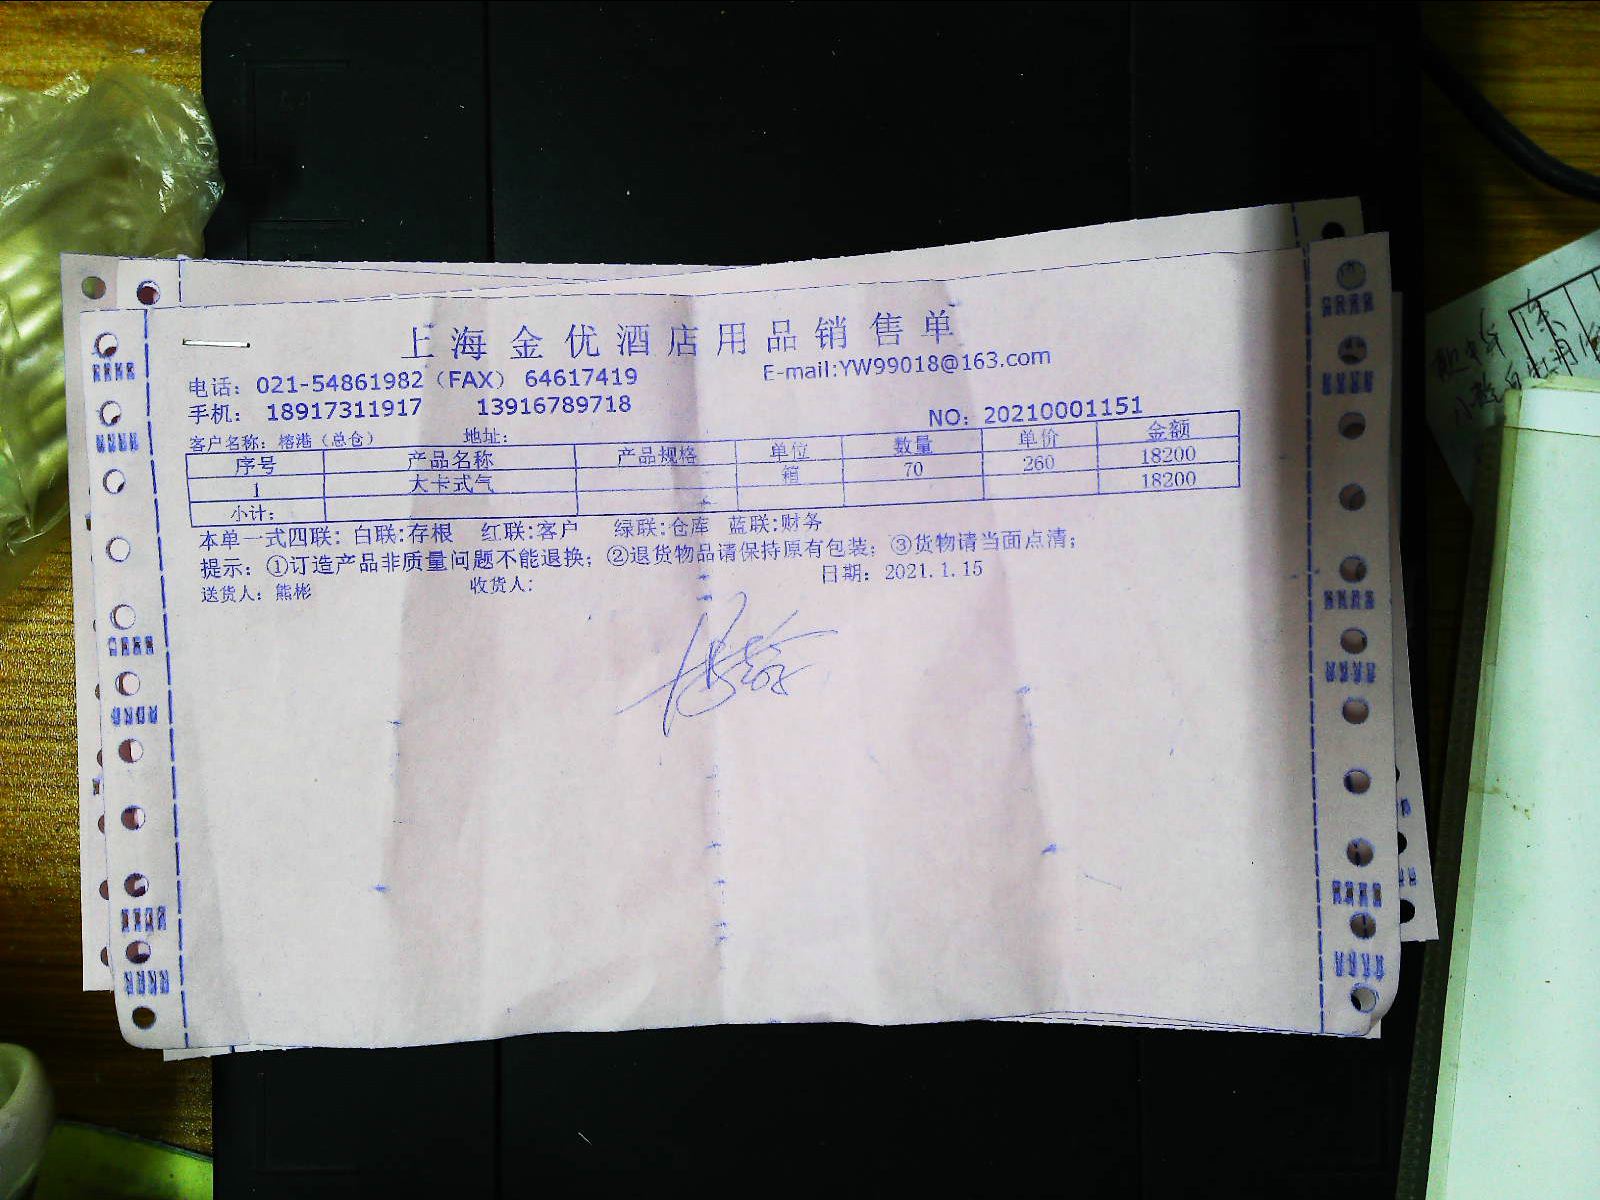 上海金优酒店用品销售单
电话：021-54861982（FAX） 64617419 E-mail:YW99018@163.com
手机： 18917311917 13916789718 NO：20210001151
客户名称：榕港（总仓） 地址：
序号 产品名称 产品规格 单位 数量 单价 金额
1 大卡式气 箱 70 260 18200
小计： 18200
本单一式四联：白联:存根 红联:客户 绿联:仓库 蓝联:财务
提示：①订造产品非质量问题不能退换；②退货物品请保持原有包装；③货物请当面点清；
送货人：熊彬 收货人： 日期：2021.1.15